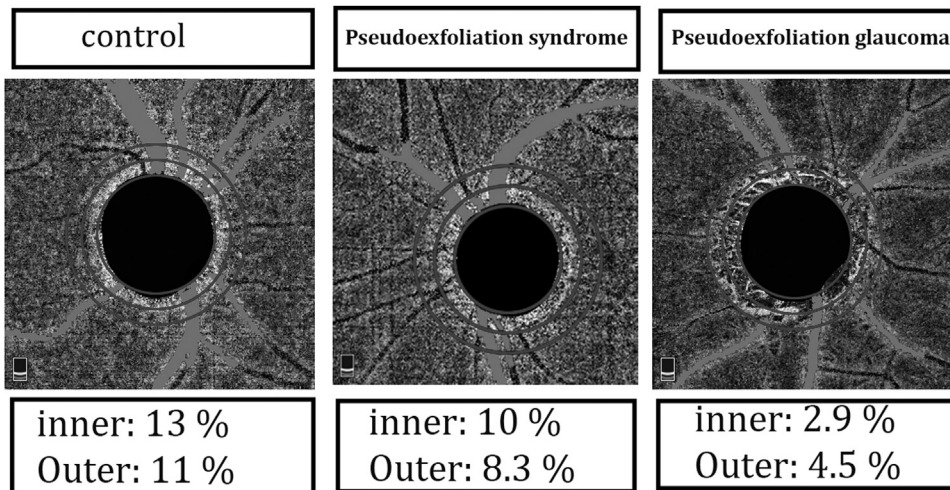 control
Pseudoexfoliation syndrome
Pseudoexfoliation glaucoma
inner: 13 %
Outer: 11 %
inner: 10 %
Outer: 8.3 %
inner: 2.9 %
Outer: 4.5 %